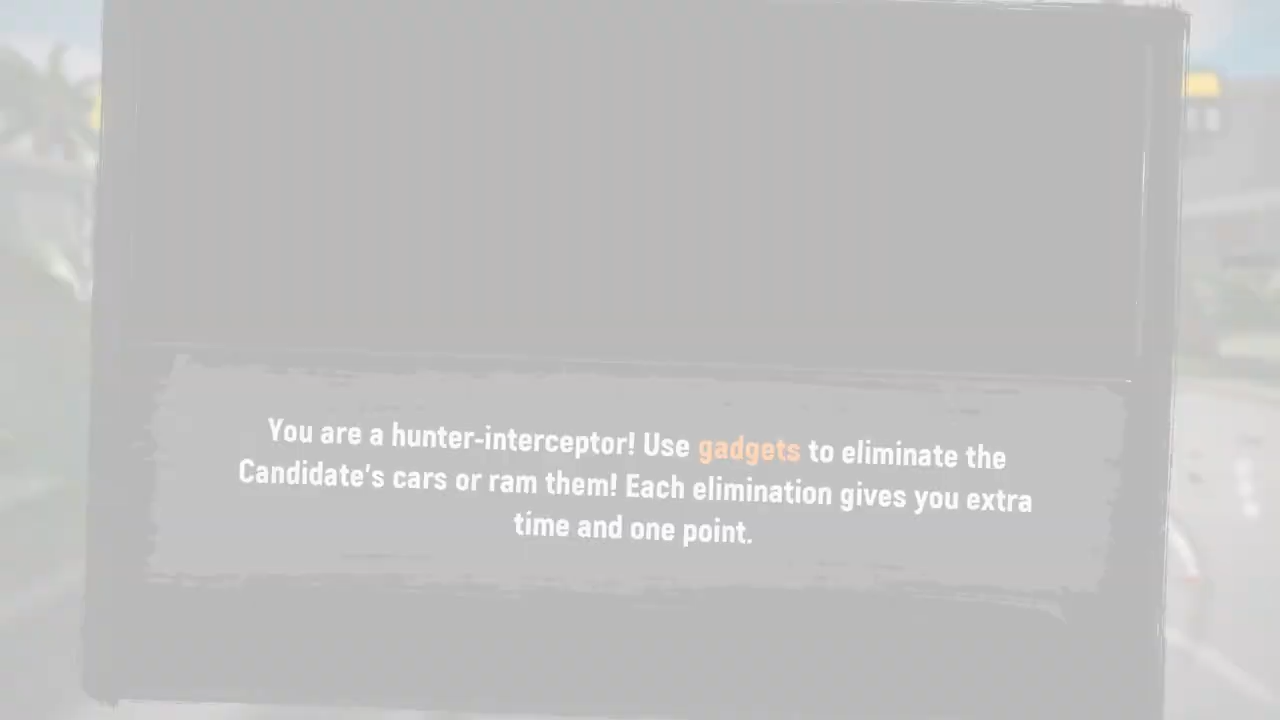 You are a hunter-interceptor! Use gadgets to eliminate the
Candidate's cars or ram them! Each elimination gives you extra
time and one point.